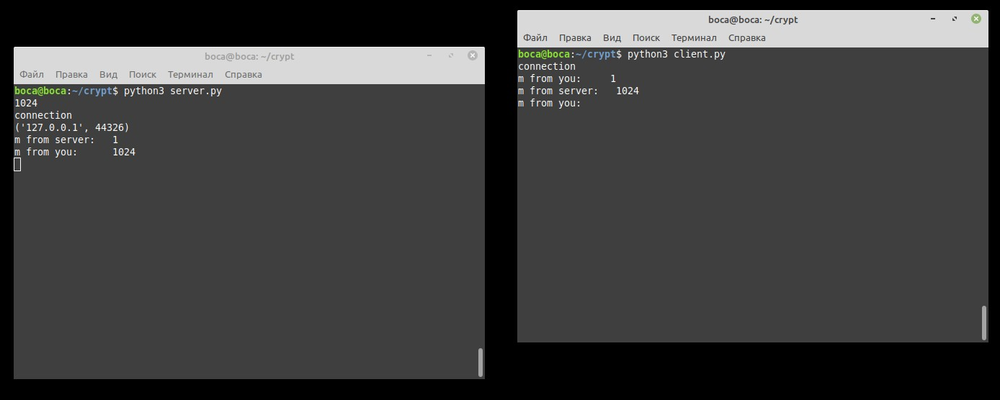 boca@boca: ~/crypt
Файл Правка Вид Поиск Терминал Справка
boca@boca:~/crypt$ python3 server.py
1024
connection
('127.0.0.1', 44326)
m from server:   1
m from you:      1024
boca@boca: ~/crypt
Файл Правка Вид Поиск Терминал Справка
boca@boca:~/crypt$ python3 client.py
connection
m from you:     1
m from server:   1024
m from you: